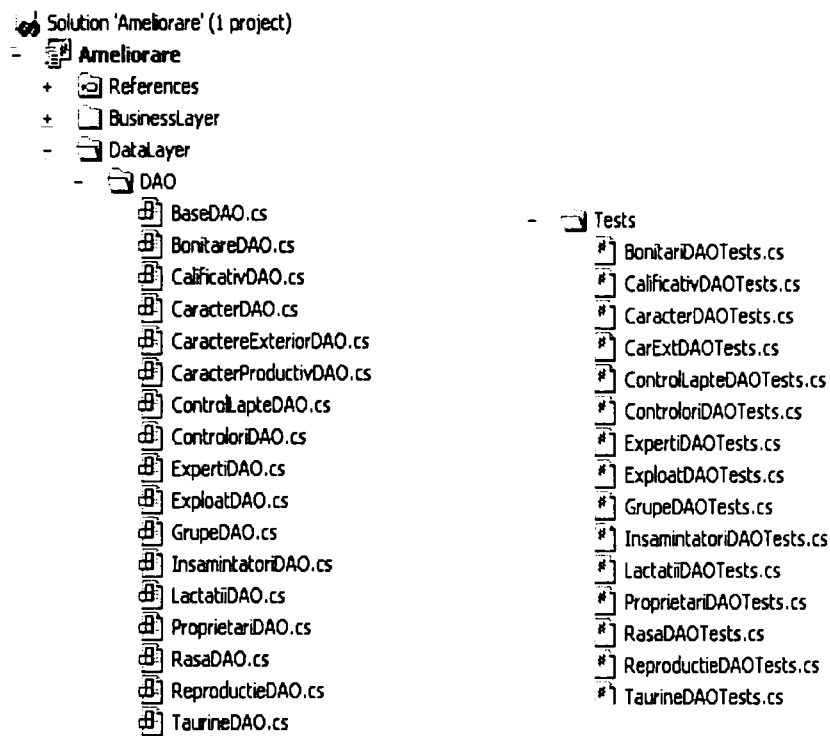 Solution 'Ameliorare' (1 project)
Ameliorare
References
BusinessLayer
DataLayer
DAO
BaseDAO.cs
BonitareDAO.cs
CalificativDAO.cs
CaracterDAO.cs
CaractereExteriorDAO.cs
CaracterProductivDAO.cs
ControlLapteDAO.cs
ControloriDAO.cs
ExpertiDAO.cs
ExploatDAO.cs
GrupeDAO.cs
InsamintatoriDAO.cs
LactatiiDAO.cs
ProprietariDAO.cs
RasaDAO.cs
ReproductieDAO.cs
TaurineDAO.cs
Tests
BonitariDAOTests.cs
CalificativDAOTests.cs
CaracterDAOTests.cs
CarExtDAOTests.cs
ControlLapteDAOTests.cs
ControloriDAOTests.cs
ExpertiDAOTests.cs
ExploatDAOTests.cs
GrupeDAOTests.cs
InsamintatoriDAOTests.cs
LactatiiDAOTests.cs
ProprietariDAOTests.cs
RasaDAOTests.cs
ReproductieDAOTests.cs
TaurineDAOTests.cs